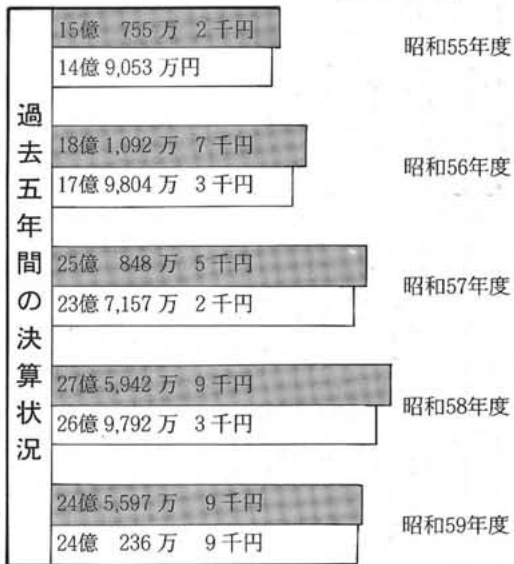 過去五年間の決算状況
15億 755万 2千円
14億 9,053万円
昭和55年度
18億 1,092万 7千円
17億 9,804万 3千円
昭和56年度
25億 848万 5千円
23億 7,157万 2千円
昭和57年度
27億 5,942万 9千円
26億 9,792万 3千円
昭和58年度
24億 5,597万 9千円
24億 236万 9千円
昭和59年度